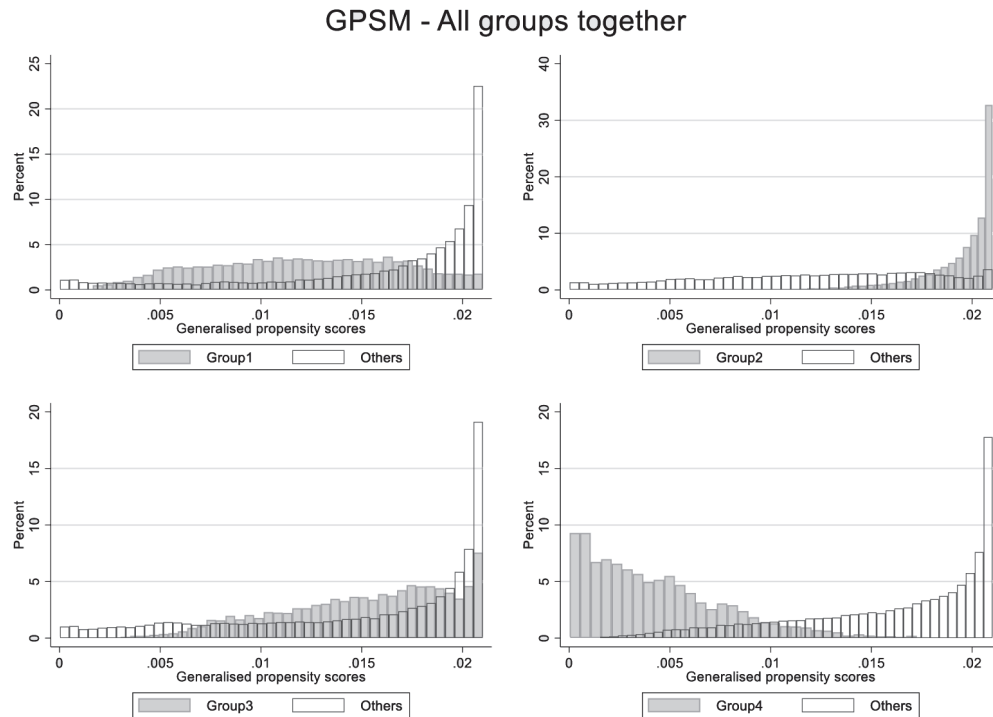 GPSM - All groups together
25
20
15
10
5
0
Percent
0 .005 .01 .015 .02
Generalised propensity scores
Group1 Others
40
30
20
10
0
Percent
0 .005 .01 .015 .02
Generalised propensity scores
Group2 Others
20
15
10
5
0
Percent
0 .005 .01 .015 .02
Generalised propensity scores
Group3 Others
20
15
10
5
0
Percent
0 .005 .01 .015 .02
Generalised propensity scores
Group4 Others